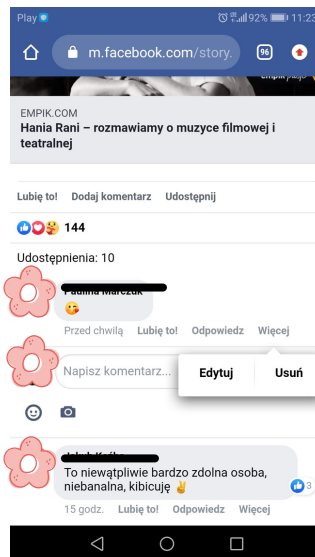 Play 92% 11:23
m.facebook.com/story. 96
EMPIK.COM
Hania Rani – rozmawiamy o muzyce filmowej i
teatralnej
Lubię to! Dodaj komentarz Udostępnij
144
Udostępnienia: 10
Przed chwilą Lubię to! Odpowiedz Więcej
Napisz komentarz...
Edytuj Usuń
To niewątpliwie bardzo zdolna osoba,
niebanalna, kibicuję ✌
3
15 godz. Lubię to! Odpowiedz Więcej